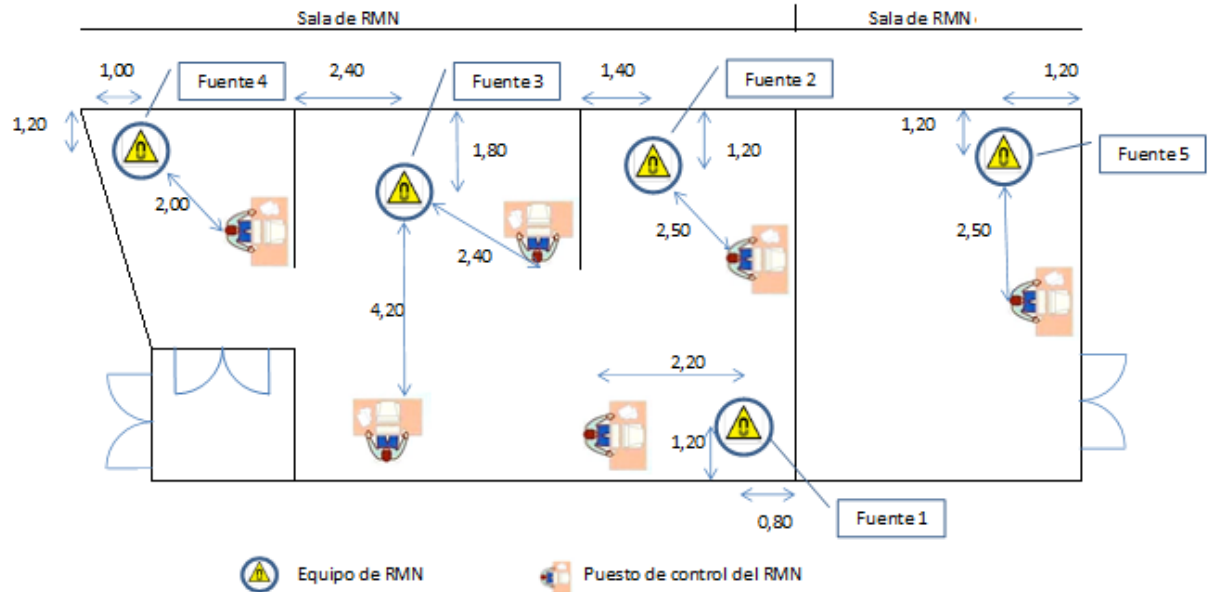 Sala de RMN
Sala de RMN
1,00
Fuente 4
2,40
Fuente 3
1,40
Fuente 2
1,20
1,20
1,80
1,20
1,20
Fuente 5
2,00
2,40
2,50
2,50
4,20
2,20
1,20
0,80
Fuente 1
Equipo de RMN
Puesto de control del RMN